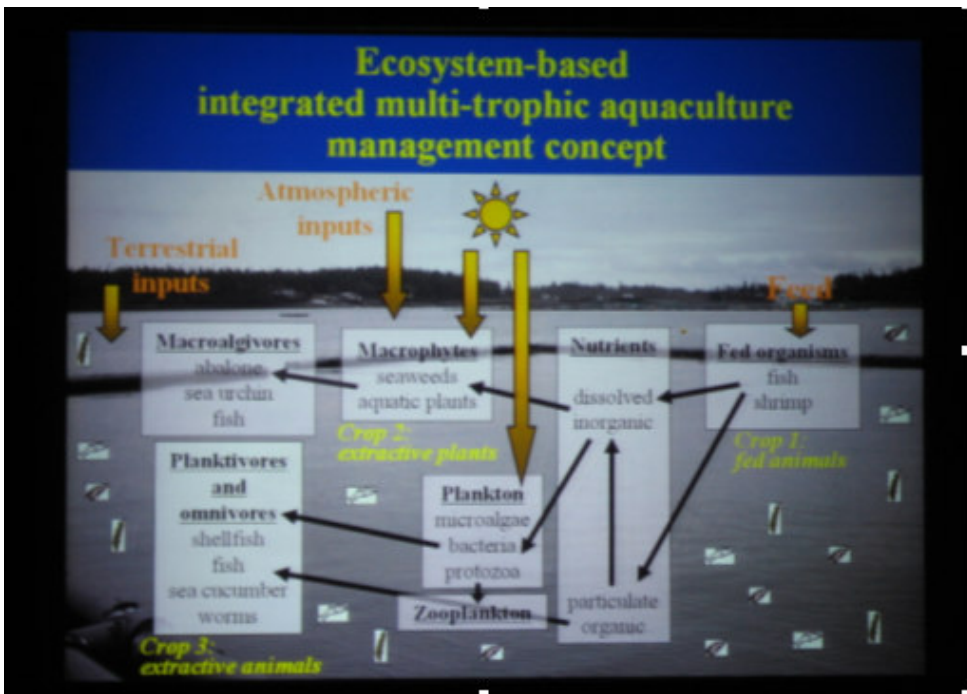 Ecosystem-based
integrated multi-trophic aquaculture
management concept
Atmospheric
inputs
Terrestrial
inputs
Feed
Macroalgivores
abalone
sea urchin
fish
Macrophytes
seaweeds
aquatic plants
Nutrients
dissolved
inorganic
Fed organisms
fish
shrimp
Crop 2:
extractive plants
Crop 1:
fed animals
Planktivores
and
omnivores
shellfish
fish
sea cucumber
worms
Plankton
microalgae
bacteria
protozoa
Zooplankton
particulate
organic
Crop 3:
extractive animals